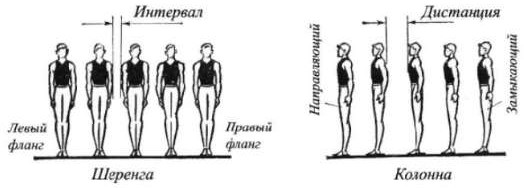 Интервал
Левый
фланг
Правый
фланг
Шеренга
Дистанция
Направляющий
Замыкающий
Колонна